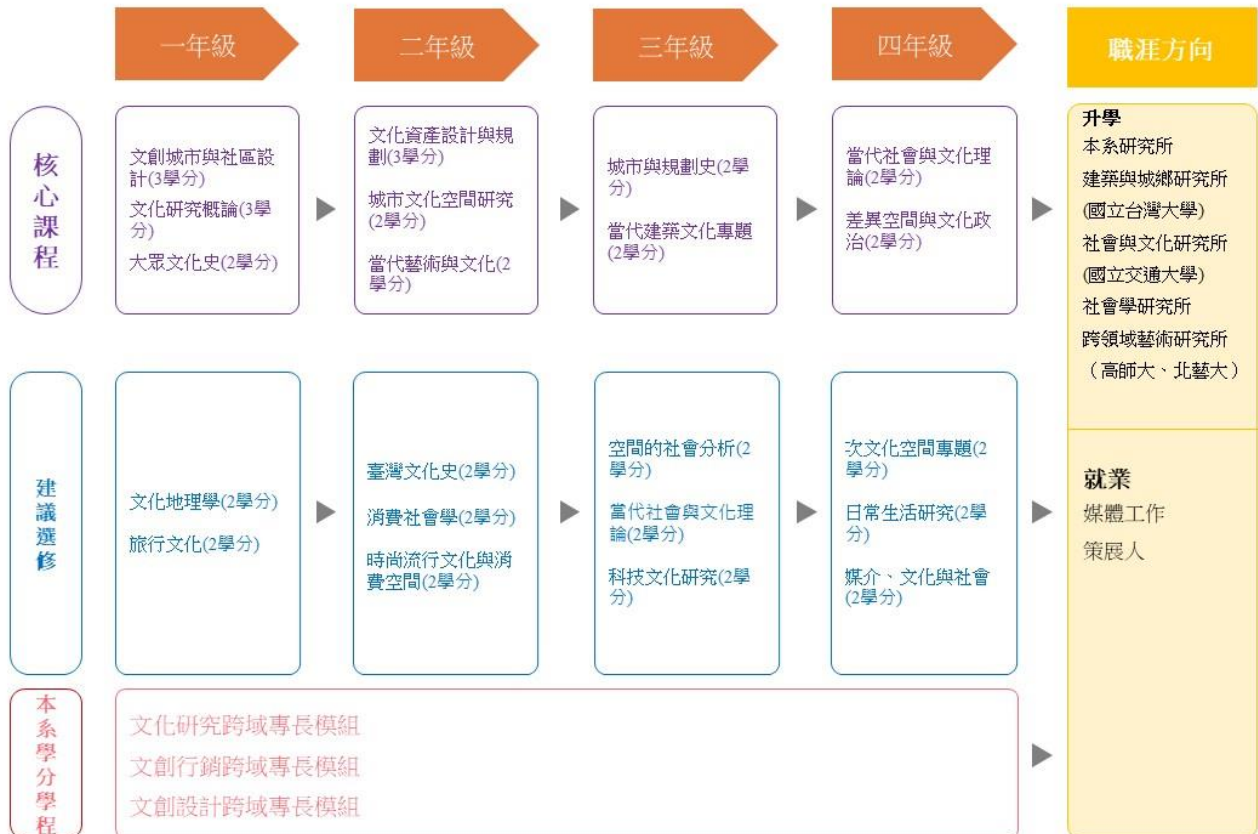 一年級
二年級
三年級
四年級
職涯方向
核心課程
文創城市與社區設
計(3學分)
文化研究概論(3學
分)
大眾文化史(2學分)
文化資產設計與規
劃(3學分)
城市文化空間研究
(2學分)
當代藝術與文化(2
學分)
城市與規劃史(2學
分)
當代建築文化專題
(2學分)
當代社會與文化理
論(2學分)
差異空間與文化政
治(2學分)
升學
本系研究所
建築與城鄉研究所
(國立台灣大學)
社會與文化研究所
(國立交通大學)
社會學研究所
跨領域藝術研究所
（高師大、北藝大）
建議選修
文化地理學(2學分)
旅行文化(2學分)
臺灣文化史(2學分)
消費社會學(2學分)
時尚流行文化與消
費空間(2學分)
空間的社會分析(2
學分)
當代社會與文化理
論(2學分)
科技文化研究(2學
分)
次文化空間專題(2
學分)
日常生活研究(2學
分)
媒介、文化與社會
(2學分)
就業
媒體工作
策展人
本系學分學程
文化研究跨域專長模組
文創行銷跨域專長模組
文創設計跨域專長模組